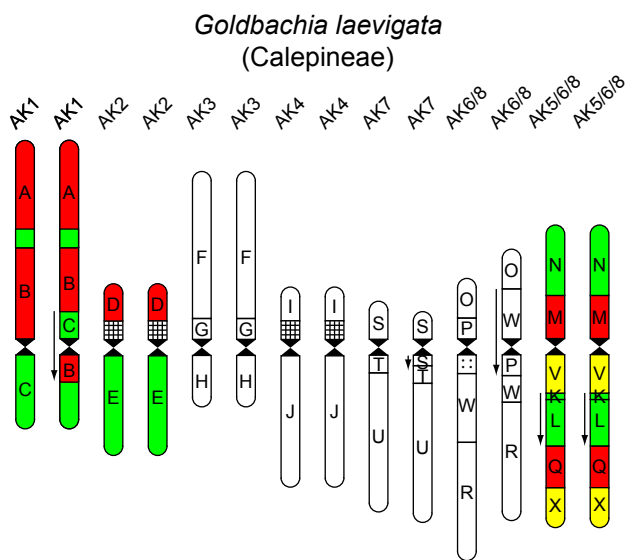 Goldbachia laevigata
(Calepineae)
AK1 AK1 AK2 AK2 AK3 AK3 AK4 AK4 AK7 AK7 AK6/8 AK6/8 AK5/6/8 AK5/6/8
A B C
A B C B
D E
D E
F G H
F G H
I J
I J
S T U
S S T U
O P W R
O W P W R
N M V K L Q X
N M V K L Q X